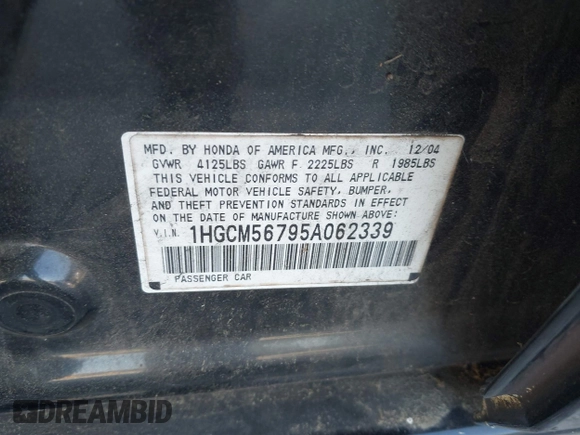 MFD. BY HONDA OF AMERICA MFG., INC. 12/04
GVWR 4125LBS GAWR F 2225LBS R 1985LBS
THIS VEHICLE CONFORMS TO ALL APPLICABLE
FEDERAL MOTOR VEHICLE SAFETY, BUMPER,
AND THEFT PREVENTION STANDARDS IN EFFECT
ON THE DATE OF MANUFACTURE SHOWN ABOVE:
V.I.N. 1HGCM56795A062339
PASSENGER CAR
DREAMBID